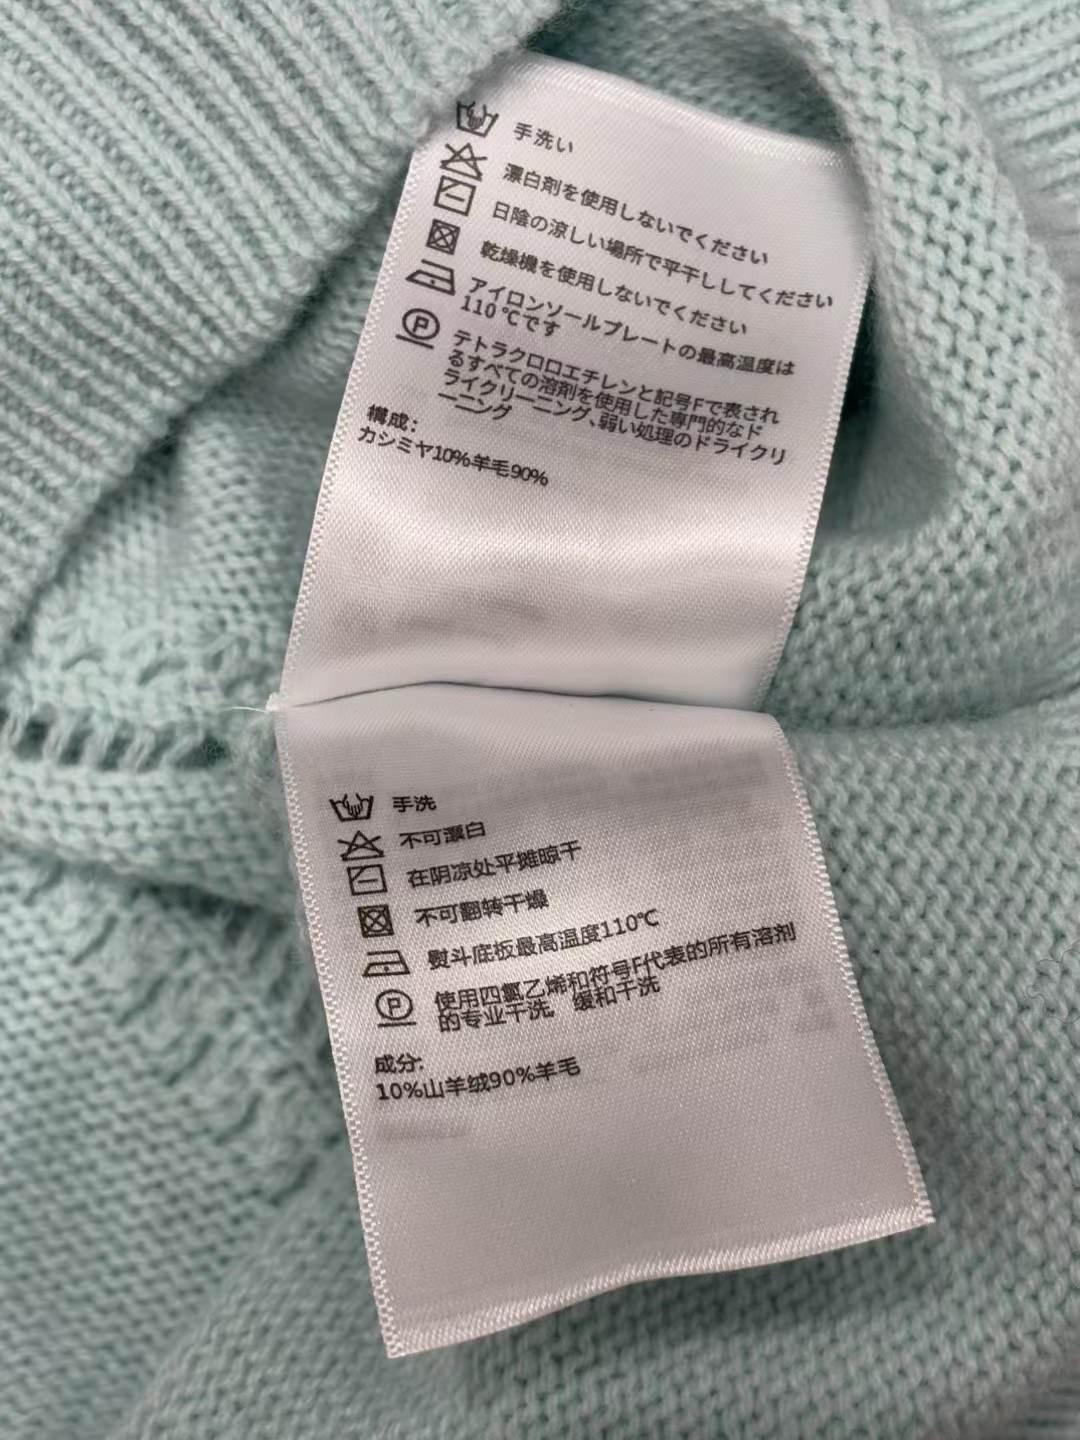 手洗い
漂白剤を使用しないでください
日陰の涼しい場所で平干ししてください
乾燥機を使用しないでください
アイロンソールプレートの最高温度は
110℃です
テトラクロロエチレンと記号Fで表され
るすべての溶剤を使用した専門的なド
ライクリーニング、弱い処理のドライクリ
ーニング
P
構成:
カシミヤ10%羊毛90%
手洗
不可漂白
在阴凉处平摊晾干
不可翻转干燥
熨斗底板最高温度110℃
使用四氯乙烯和符号F代表的所有溶剂
的专业干洗，缓和干洗
P
成分:
10%山羊绒90%羊毛